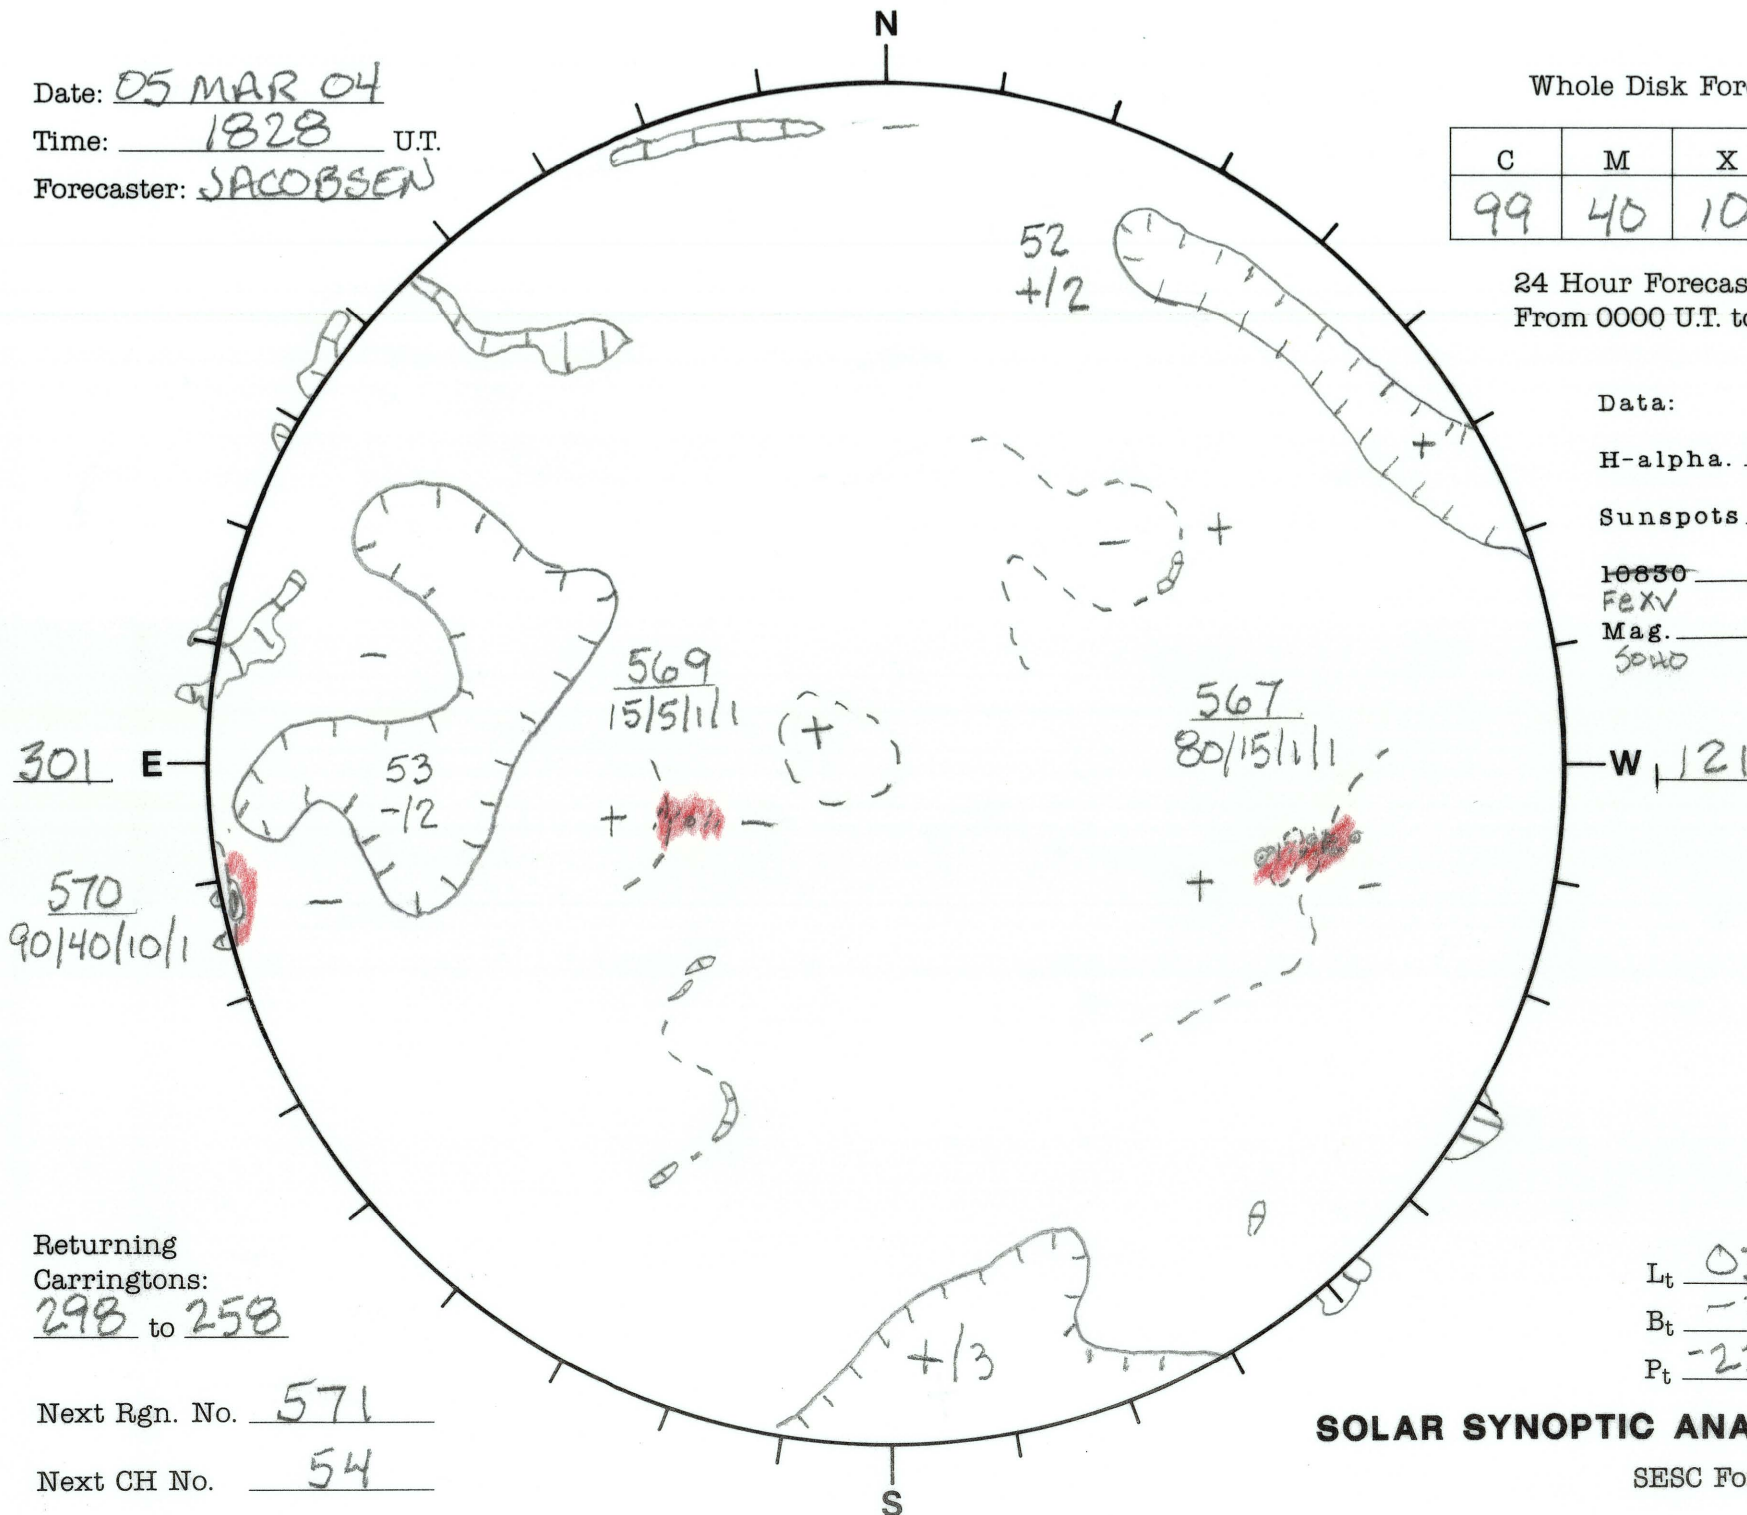 N
Date: 05 MAR 04
Time: 1828 U.T.
Forecaster: JACOBSEN
Whole Disk For
C M X
99 40 10
24 Hour Forecas
From 0000 U.T. to
52
+/2
Data:
H-alpha.
Sunspots
10830
FeXV
Mag.
SOHO
+
-
-
+
-
569
15/5/1/1
+
567
80/15/1/1
301 E
53
-/2
W 121
+ -
+ -
570
90/40/10/1
-
Returning
Carringtons:
298 to 258
+/3
Lt
Bt
Pt
Next Rgn. No. 571
Next CH No. 54
SOLAR SYNOPTIC ANA
SESC Fo
S